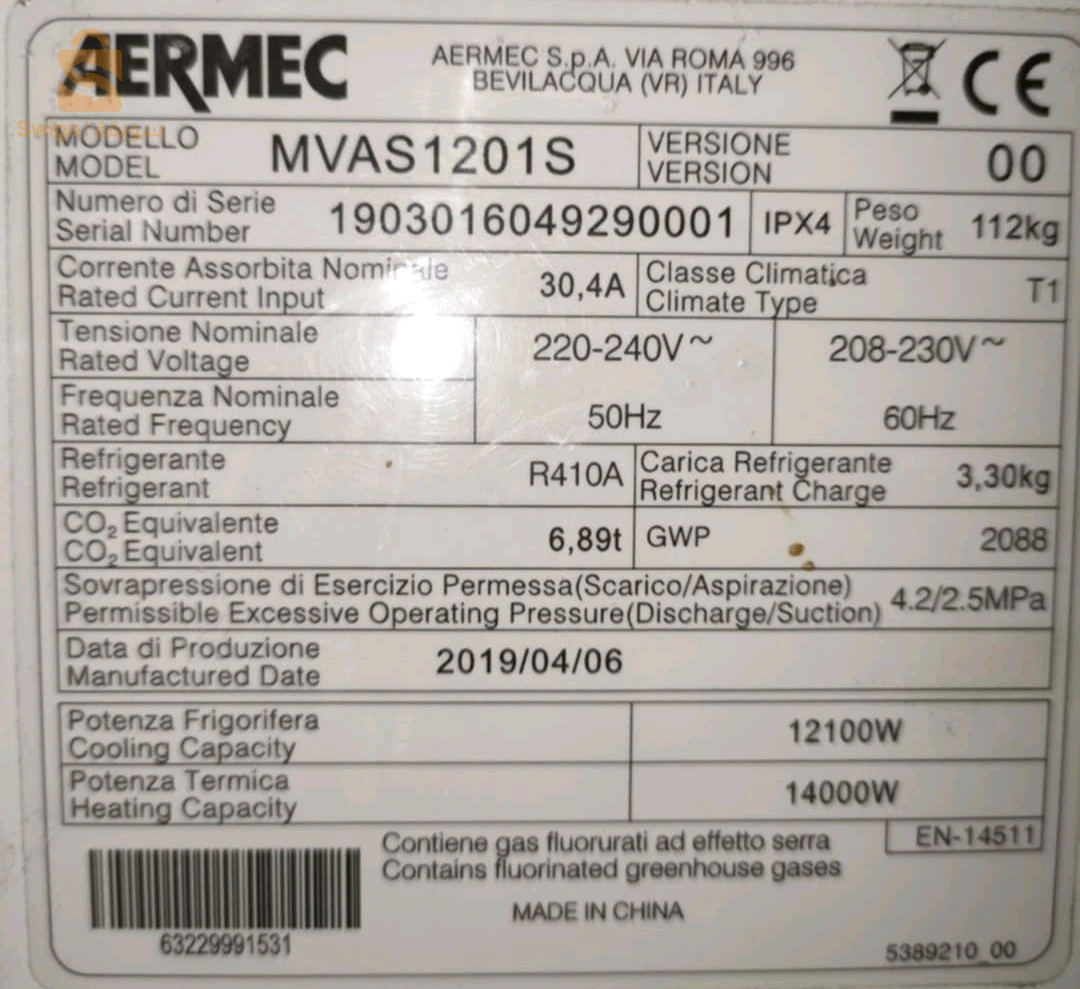 AERMEC
AERMEC S.p.A. VIA ROMA 996
BEVILACQUA (VR) ITALY
CE
MODELLO
MODEL
MVAS1201S
VERSIONE
VERSION
00
Numero di Serie
Serial Number
1903016049290001
IPX4
Peso
Weight
112kg
Corrente Assorbita Nominale
Rated Current Input
30,4A
Classe Climatica
Climate Type
T1
Tensione Nominale
Rated Voltage
220-240V~
208-230V~
Frequenza Nominale
Rated Frequency
50Hz
60Hz
Refrigerante
Refrigerant
R410A
Carica Refrigerante
Refrigerant Charge
3,30kg
CO₂ Equivalente
CO₂ Equivalent
6,89t
GWP
2088
Sovrapressione di Esercizio Permessa(Scarico/Aspirazione)
Permissible Excessive Operating Pressure(Discharge/Suction)
4.2/2.5MPa
Data di Produzione
Manufactured Date
2019/04/06
Potenza Frigorifera
Cooling Capacity
12100W
Potenza Termica
Heating Capacity
14000W
EN-14511
Contiene gas fluorurati ad effetto serra
Contains fluorinated greenhouse gases
MADE IN CHINA
63229991531
5389210_00